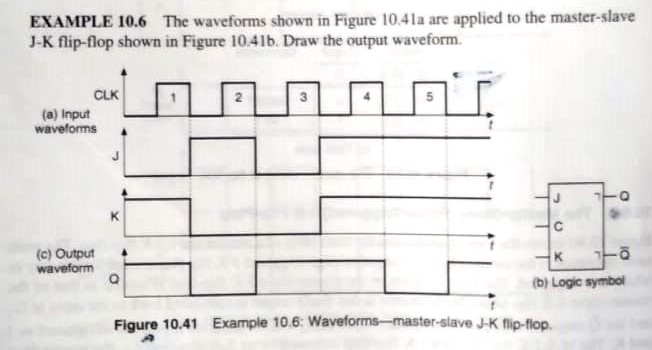 EXAMPLE 10.6 The waveforms shown in Figure 10.41a are applied to the master-slave
J-K flip-flop shown in Figure 10.41b. Draw the output waveform.
CLK
1
2
3
4
5
(a) Input
waveforms
t
J
t
K
t
(c) Output
waveform
Q
t
J
Q
C
K
Q̄
(b) Logic symbol
Figure 10.41 Example 10.6: Waveforms—master-slave J-K flip-flop.